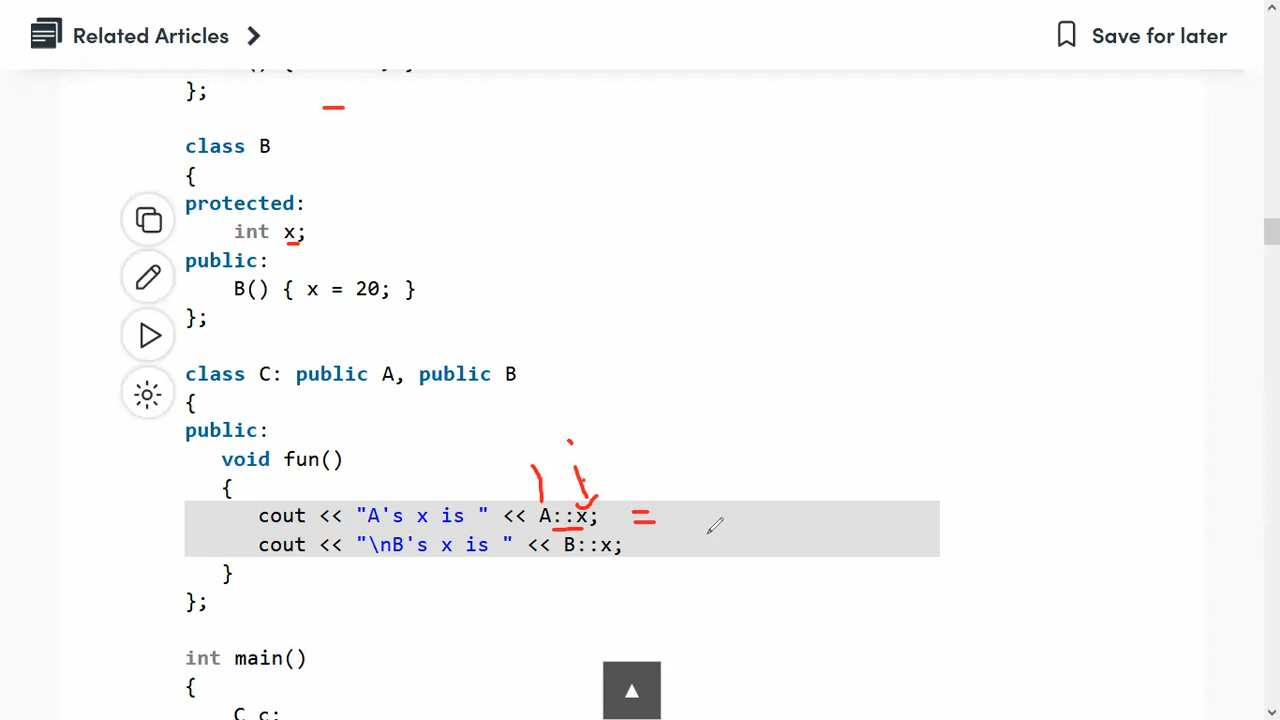 Related Articles
Save for later
};
class B
{
protected:
int x;
public:
B() { x = 20; }
};
class C: public A, public B
{
public:
void fun()
{
cout << "A's x is " << A::x;
cout << "\nB's x is " << B::x;
}
};
int main()
{
C c;